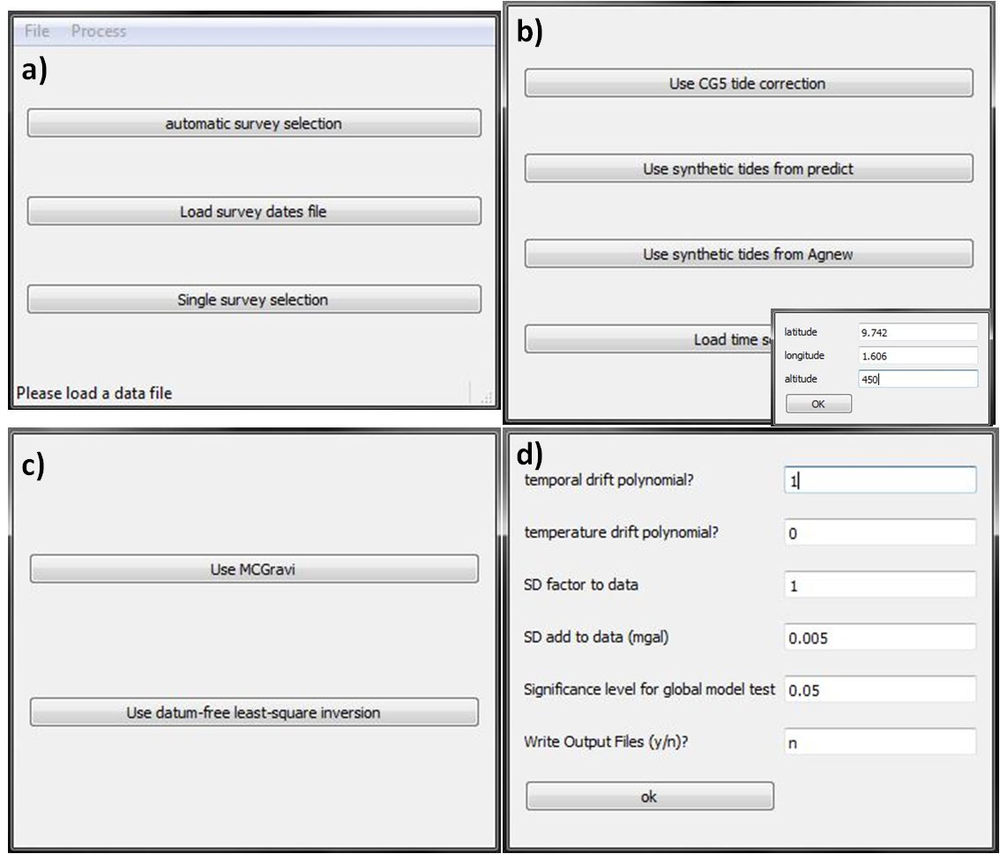 File Process
a)
automatic survey selection
Load survey dates file
Single survey selection
Please load a data file
b)
Use CG5 tide correction
Use synthetic tides from predict
Use synthetic tides from Agnew
Load time
latitude 9.742
longitude 1.606
altitude 450
OK
c)
Use MCGravi
Use datum-free least-square inversion
d)
temporal drift polynomial? 1
temperature drift polynomial? 0
SD factor to data 1
SD add to data (mgal) 0.005
Significance level for global model test 0.05
Write Output Files (y/n)? n
ok